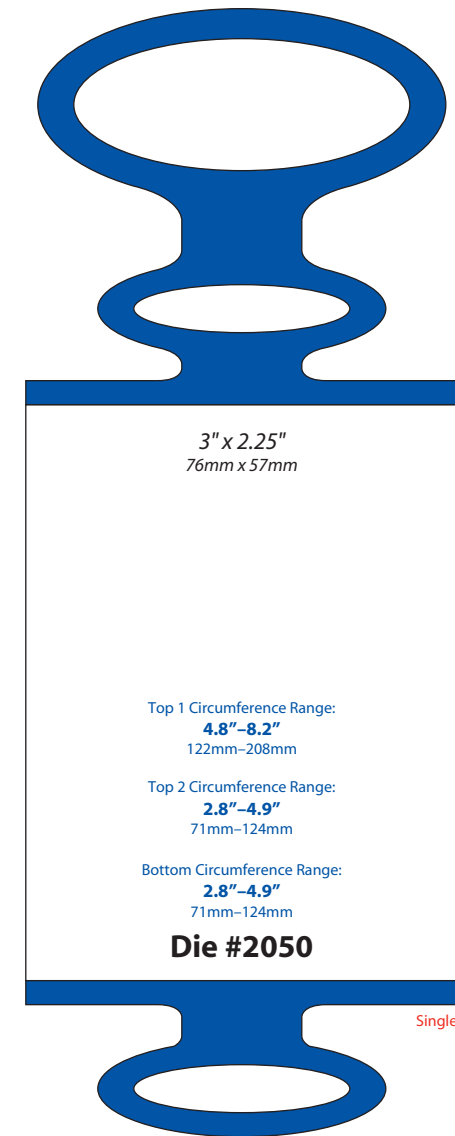 3" x 2.25"
76mm x 57mm
Top 1 Circumference Range:
4.8”–8.2”
122mm–208mm
Top 2 Circumference Range:
2.8”–4.9”
71mm–124mm
Bottom Circumference Range:
2.8”–4.9”
71mm–124mm
Die #2050
Single